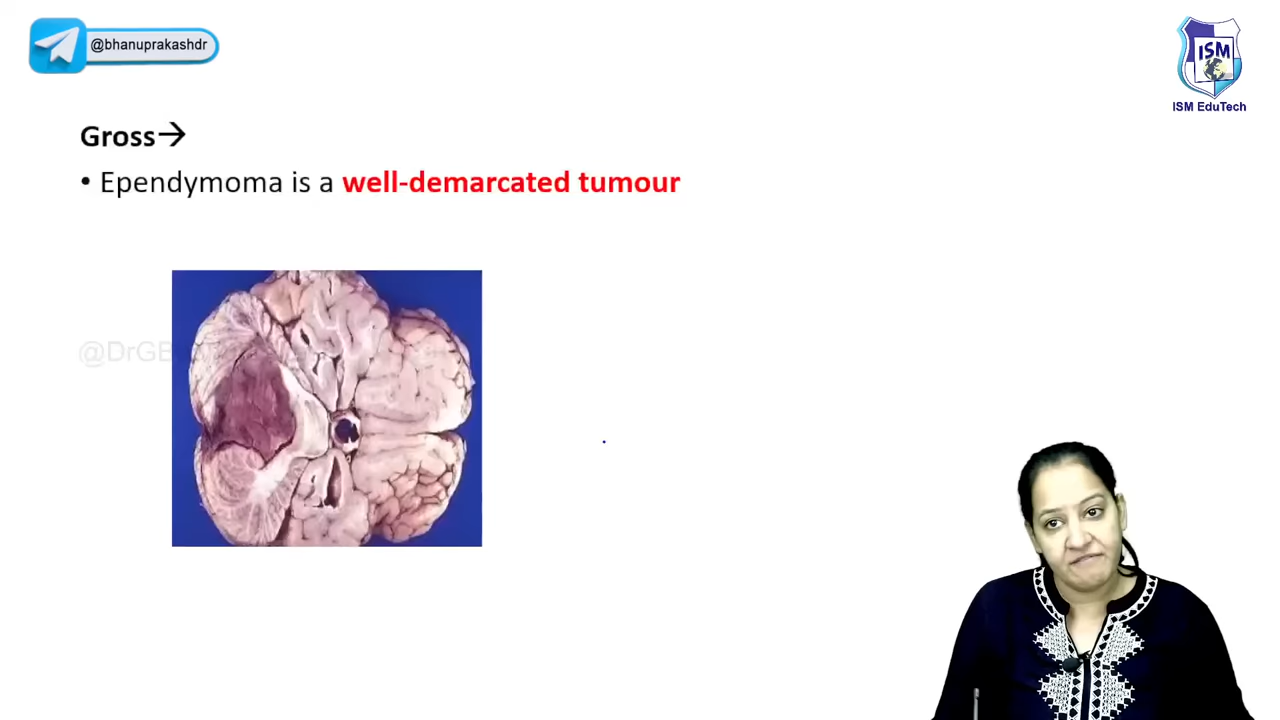 @bhanuprakashdr
ISM
ISM EduTech
Gross→
• Ependymoma is a well-demarcated tumour